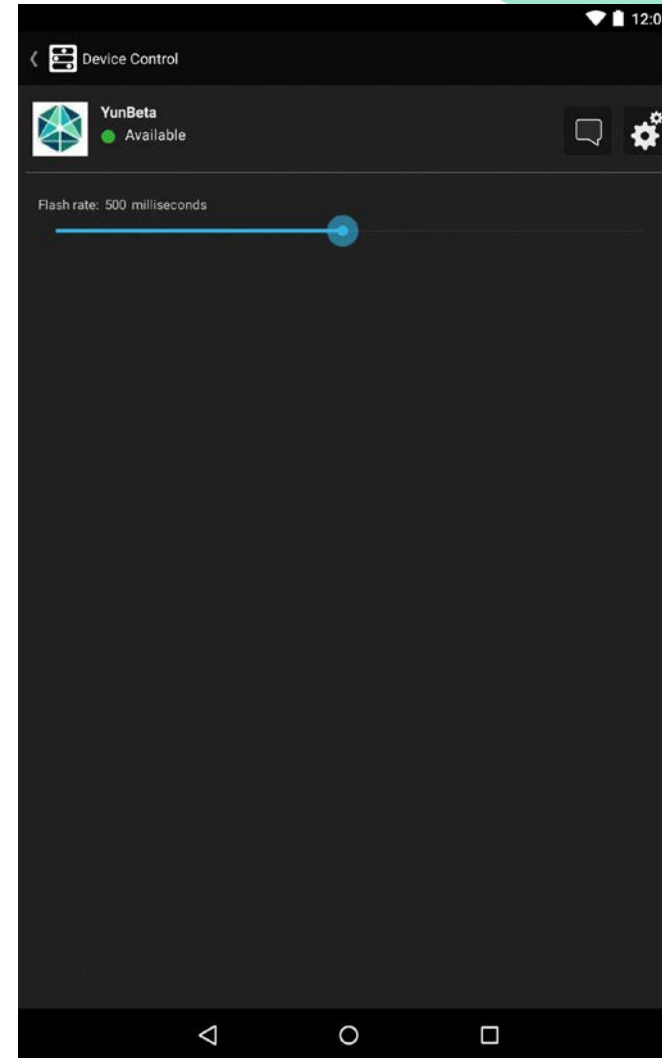 12:0
Device Control
YunBeta
Available
Flash rate: 500 milliseconds